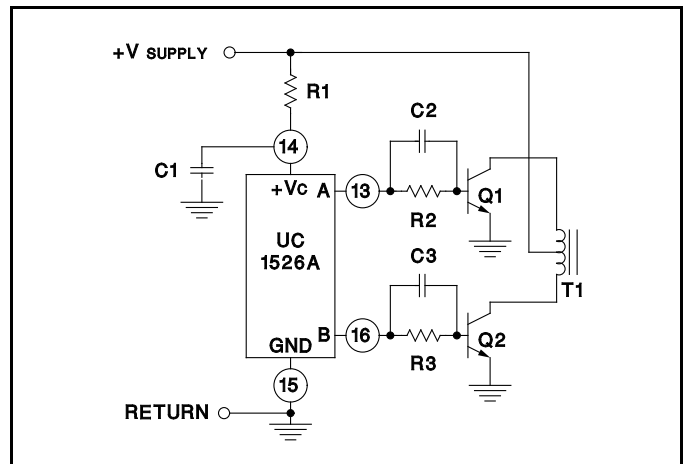 +V SUPPLY
R1
C2
14
C1
+VC A
13
Q1
R2
UC
1526A
C3
T1
B
16
Q2
GND
R3
15
RETURN